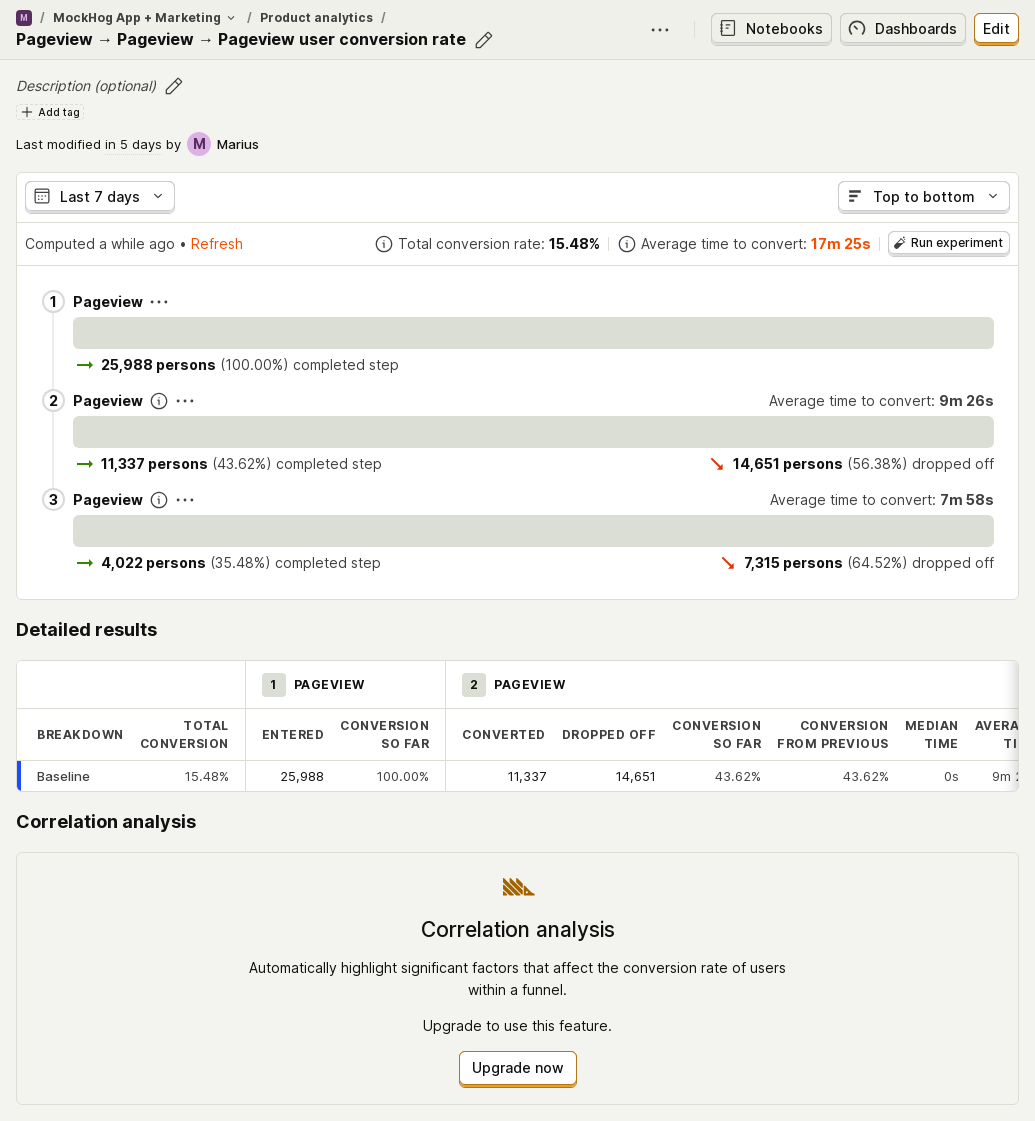 M / MockHog App + Marketing / Product analytics /
Pageview → Pageview → Pageview user conversion rate
Notebooks
Dashboards
Edit
Description (optional)
Add tag
Last modified in 5 days by M Marius
Last 7 days
Top to bottom
Computed a while ago • Refresh
Total conversion rate: 15.48%
Average time to convert: 17m 25s
Run experiment
1 Pageview
25,988 persons (100.00%) completed step
2 Pageview
Average time to convert: 9m 26s
11,337 persons (43.62%) completed step
14,651 persons (56.38%) dropped off
3 Pageview
Average time to convert: 7m 58s
4,022 persons (35.48%) completed step
7,315 persons (64.52%) dropped off
Detailed results
1 PAGEVIEW
2 PAGEVIEW
BREAKDOWN
TOTAL
CONVERSION
ENTERED
CONVERSION
SO FAR
CONVERTED
DROPPED OFF
CONVERSION
SO FAR
CONVERSION
FROM PREVIOUS
MEDIAN
TIME
Baseline 15.48% 25,988 100.00% 11,337 14,651 43.62% 43.62% 0s 9m
Correlation analysis
Correlation analysis
Automatically highlight significant factors that affect the conversion rate of users
within a funnel.
Upgrade to use this feature.
Upgrade now